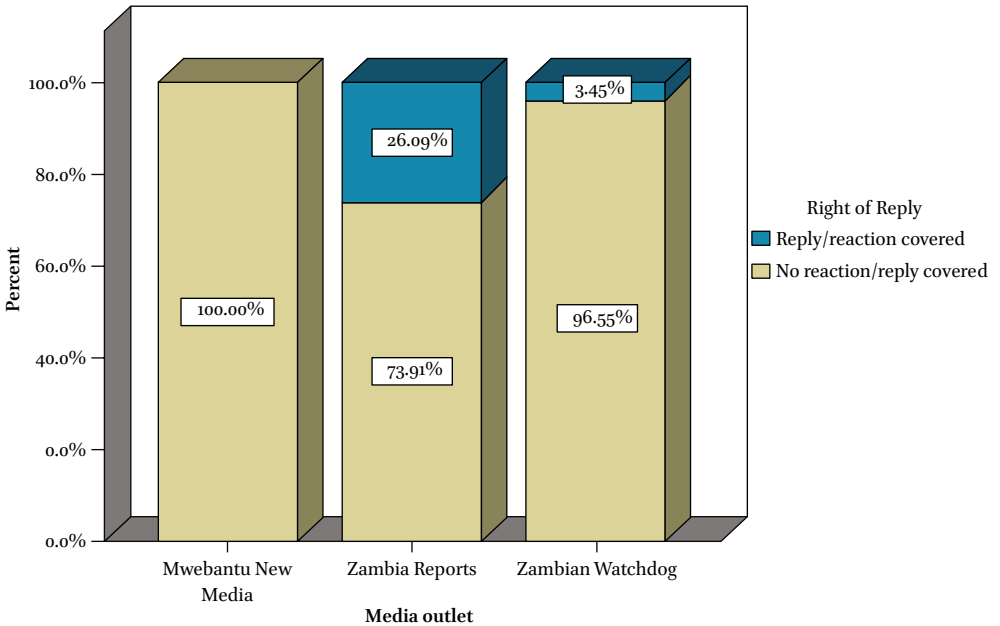 100.0%
80.0%
60.0%
40.0%
0.0%
0.0%
Percent
100.00%
26.09%
73.91%
3.45%
96.55%
Mwebantu New
Media
Zambia Reports
Zambian Watchdog
Media outlet
Right of Reply
Reply/reaction covered
No reaction/reply covered